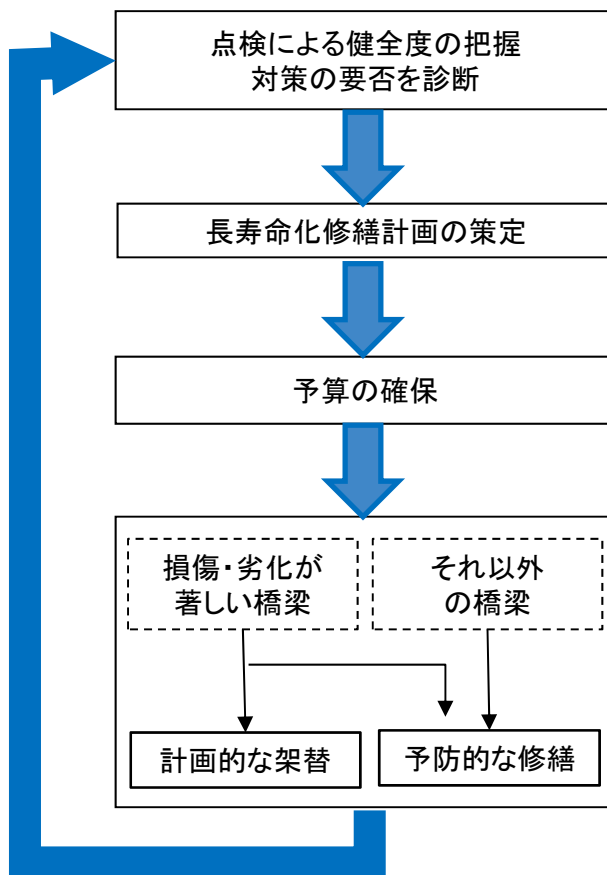 点検による健全度の把握
対策の要否を診断
長寿命化修繕計画の策定
予算の確保
損傷・劣化が
著しい橋梁
それ以外
の橋梁
計画的な架替
予防的な修繕